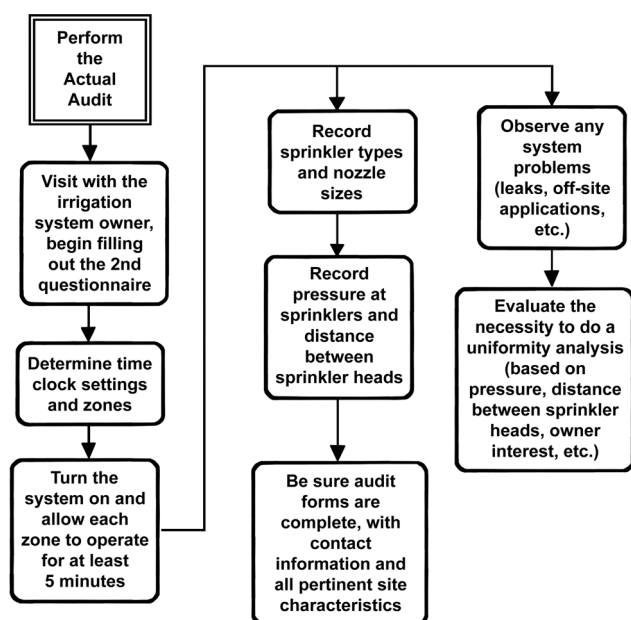 Perform
the
Actual
Audit
Visit with the
irrigation
system owner,
begin filling
out the 2nd
questionnaire
Determine time
clock settings
and zones
Turn the
system on and
allow each
zone to operate
for at least
5 minutes
Record
sprinkler types
and nozzle
sizes
Record
pressure at
sprinklers and
distance
between
sprinkler heads
Be sure audit
forms are
complete, with
contact
information and
all pertinent site
characteristics
Observe any
system
problems
(leaks, off-site
applications,
etc.)
Evaluate the
necessity to do a
uniformity analysis
(based on
pressure, distance
between sprinkler
heads, owner
interest, etc.)